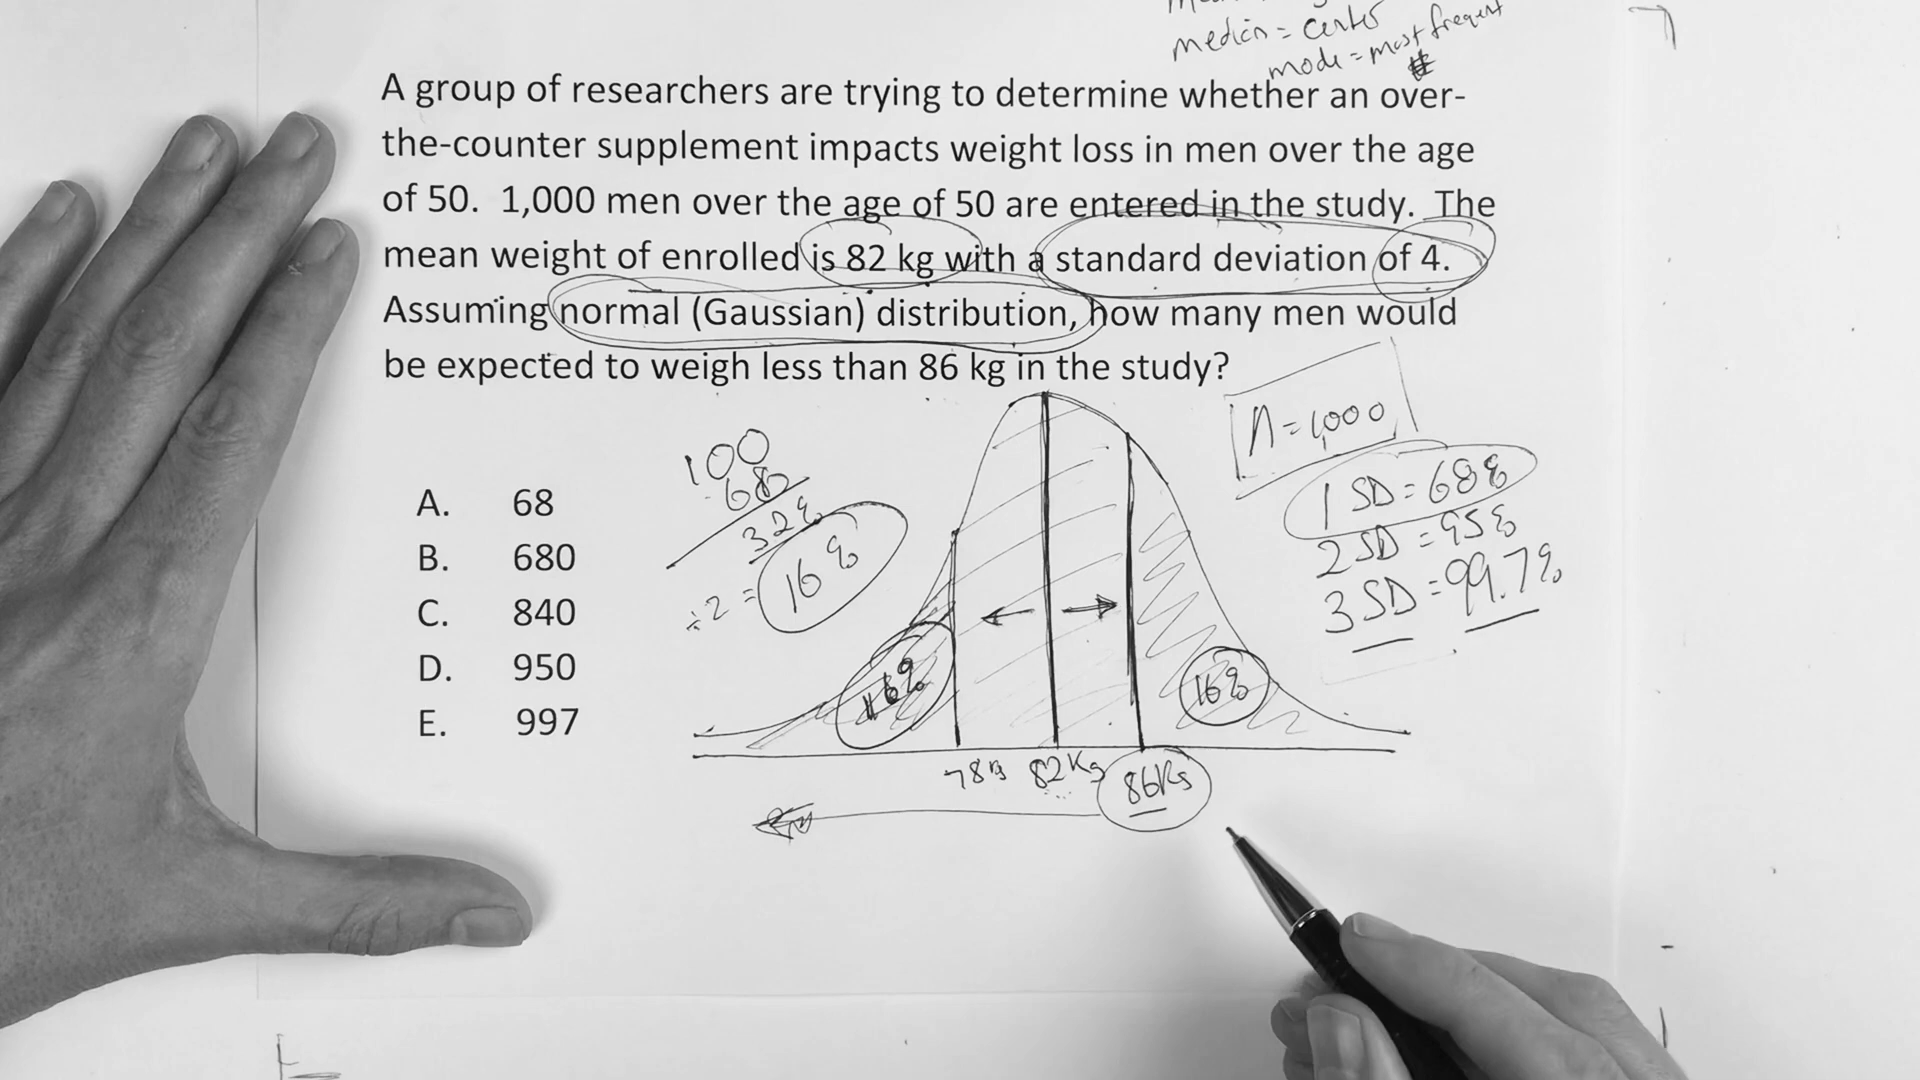 medicn = center
mode = most frequent
#
A group of researchers are trying to determine whether an over-
the-counter supplement impacts weight loss in men over the age
of 50.  1,000 men over the age of 50 are entered in the study.  The
mean weight of enrolled is 82 kg with a standard deviation of 4.
Assuming normal (Gaussian) distribution, how many men would
be expected to weigh less than 86 kg in the study?
n = 1,000
100
-68
32%
÷2 = 16%
1 SD = 68%
2 SD = 95%
3 SD = 99.7%
A. 68
B. 680
C. 840
D. 950
E. 997
16%
16%
78kg 82Kg 86Kg